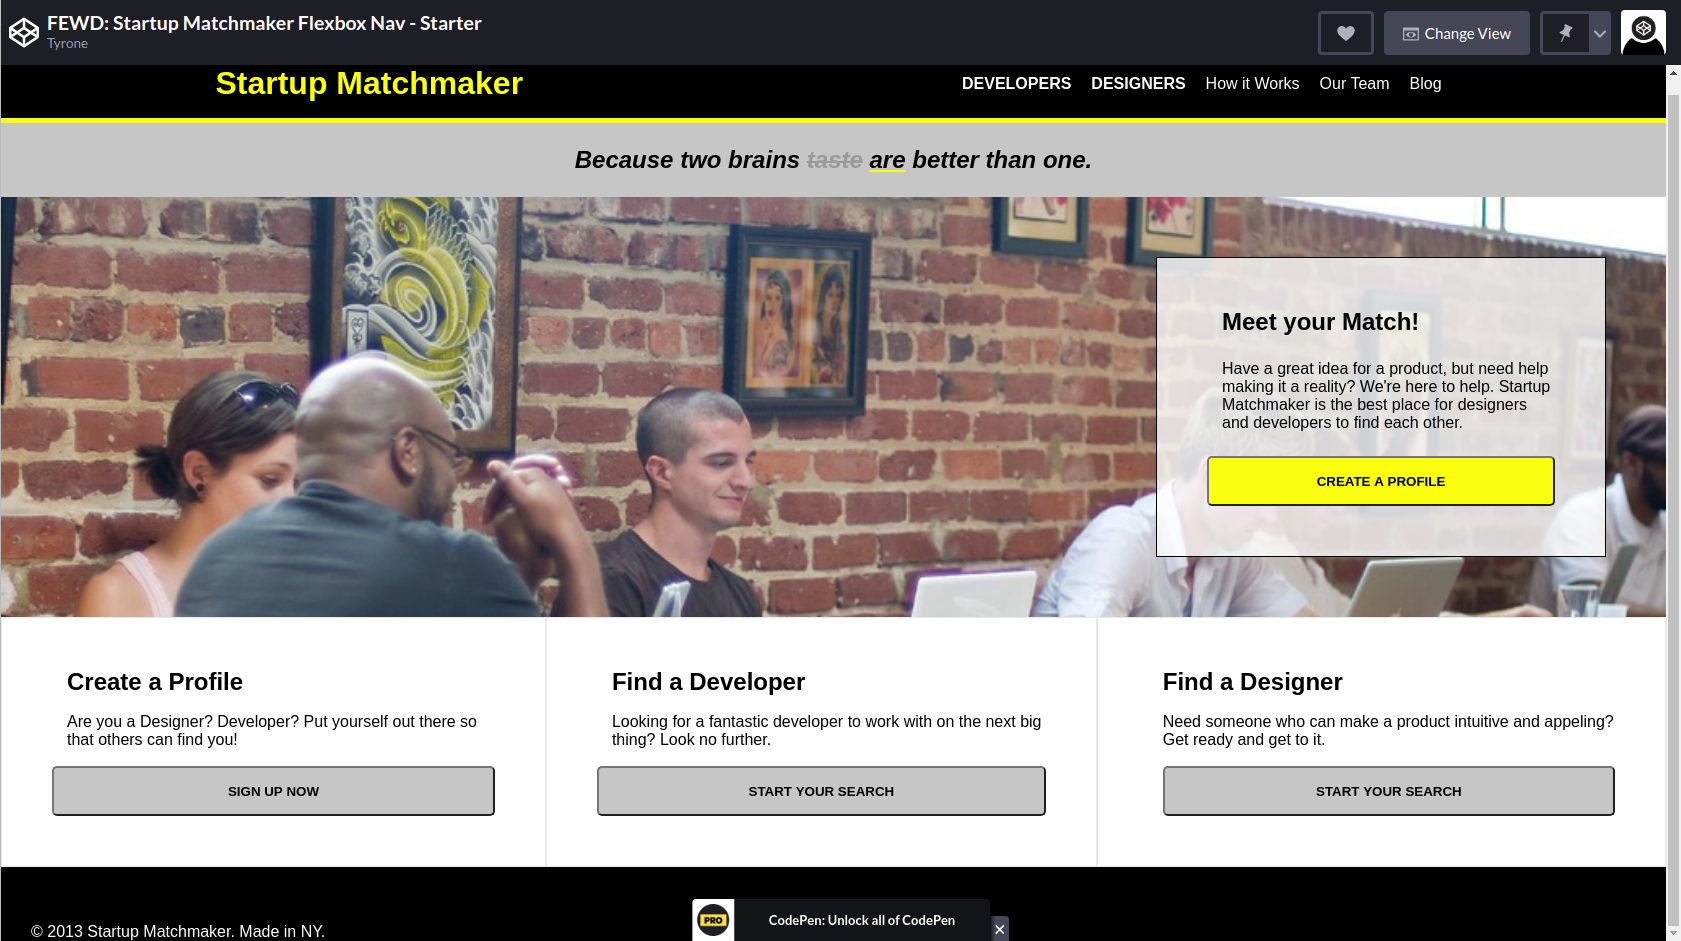 FEWD: Startup Matchmaker Flexbox Nav - Starter
Tyrone
Change View
Startup Matchmaker
DEVELOPERS DESIGNERS How it Works Our Team Blog
Because two brains taste are better than one.
Meet your Match!
Have a great idea for a product, but need help
making it a reality? We're here to help. Startup
Matchmaker is the best place for designers
and developers to find each other.
CREATE A PROFILE
Create a Profile
Are you a Designer? Developer? Put yourself out there so
that others can find you!
SIGN UP NOW
Find a Developer
Looking for a fantastic developer to work with on the next big
thing? Look no further.
START YOUR SEARCH
Find a Designer
Need someone who can make a product intuitive and appeling?
Get ready and get to it.
START YOUR SEARCH
© 2013 Startup Matchmaker. Made in NY.
PRO
CodePen: Unlock all of CodePen